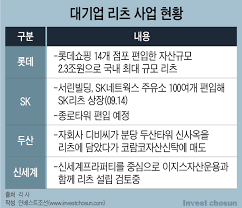 대기업 리츠 사업 현황
구분
내용
롯데
-롯데쇼핑 14개 점포 편입한 자산규모
2.3조원으로 국내 최대 규모 리츠
SK
-서린빌딩, SK네트웍스 주유소 100여개 편입해
SK리츠 상장(09.14)
-종로타워 편입 예정
두산
-자회사 디비씨가 분당 두산타워 신사옥을
리츠에 담았다가 코람코자산신탁에 매도
신세계
-신세계프라퍼티를 중심으로 이지스자산운용과
함께 리츠 설립 검토중
출처 | 각 사
작성 | 인베스트조선(www.investchosun.com)
Invest chosun